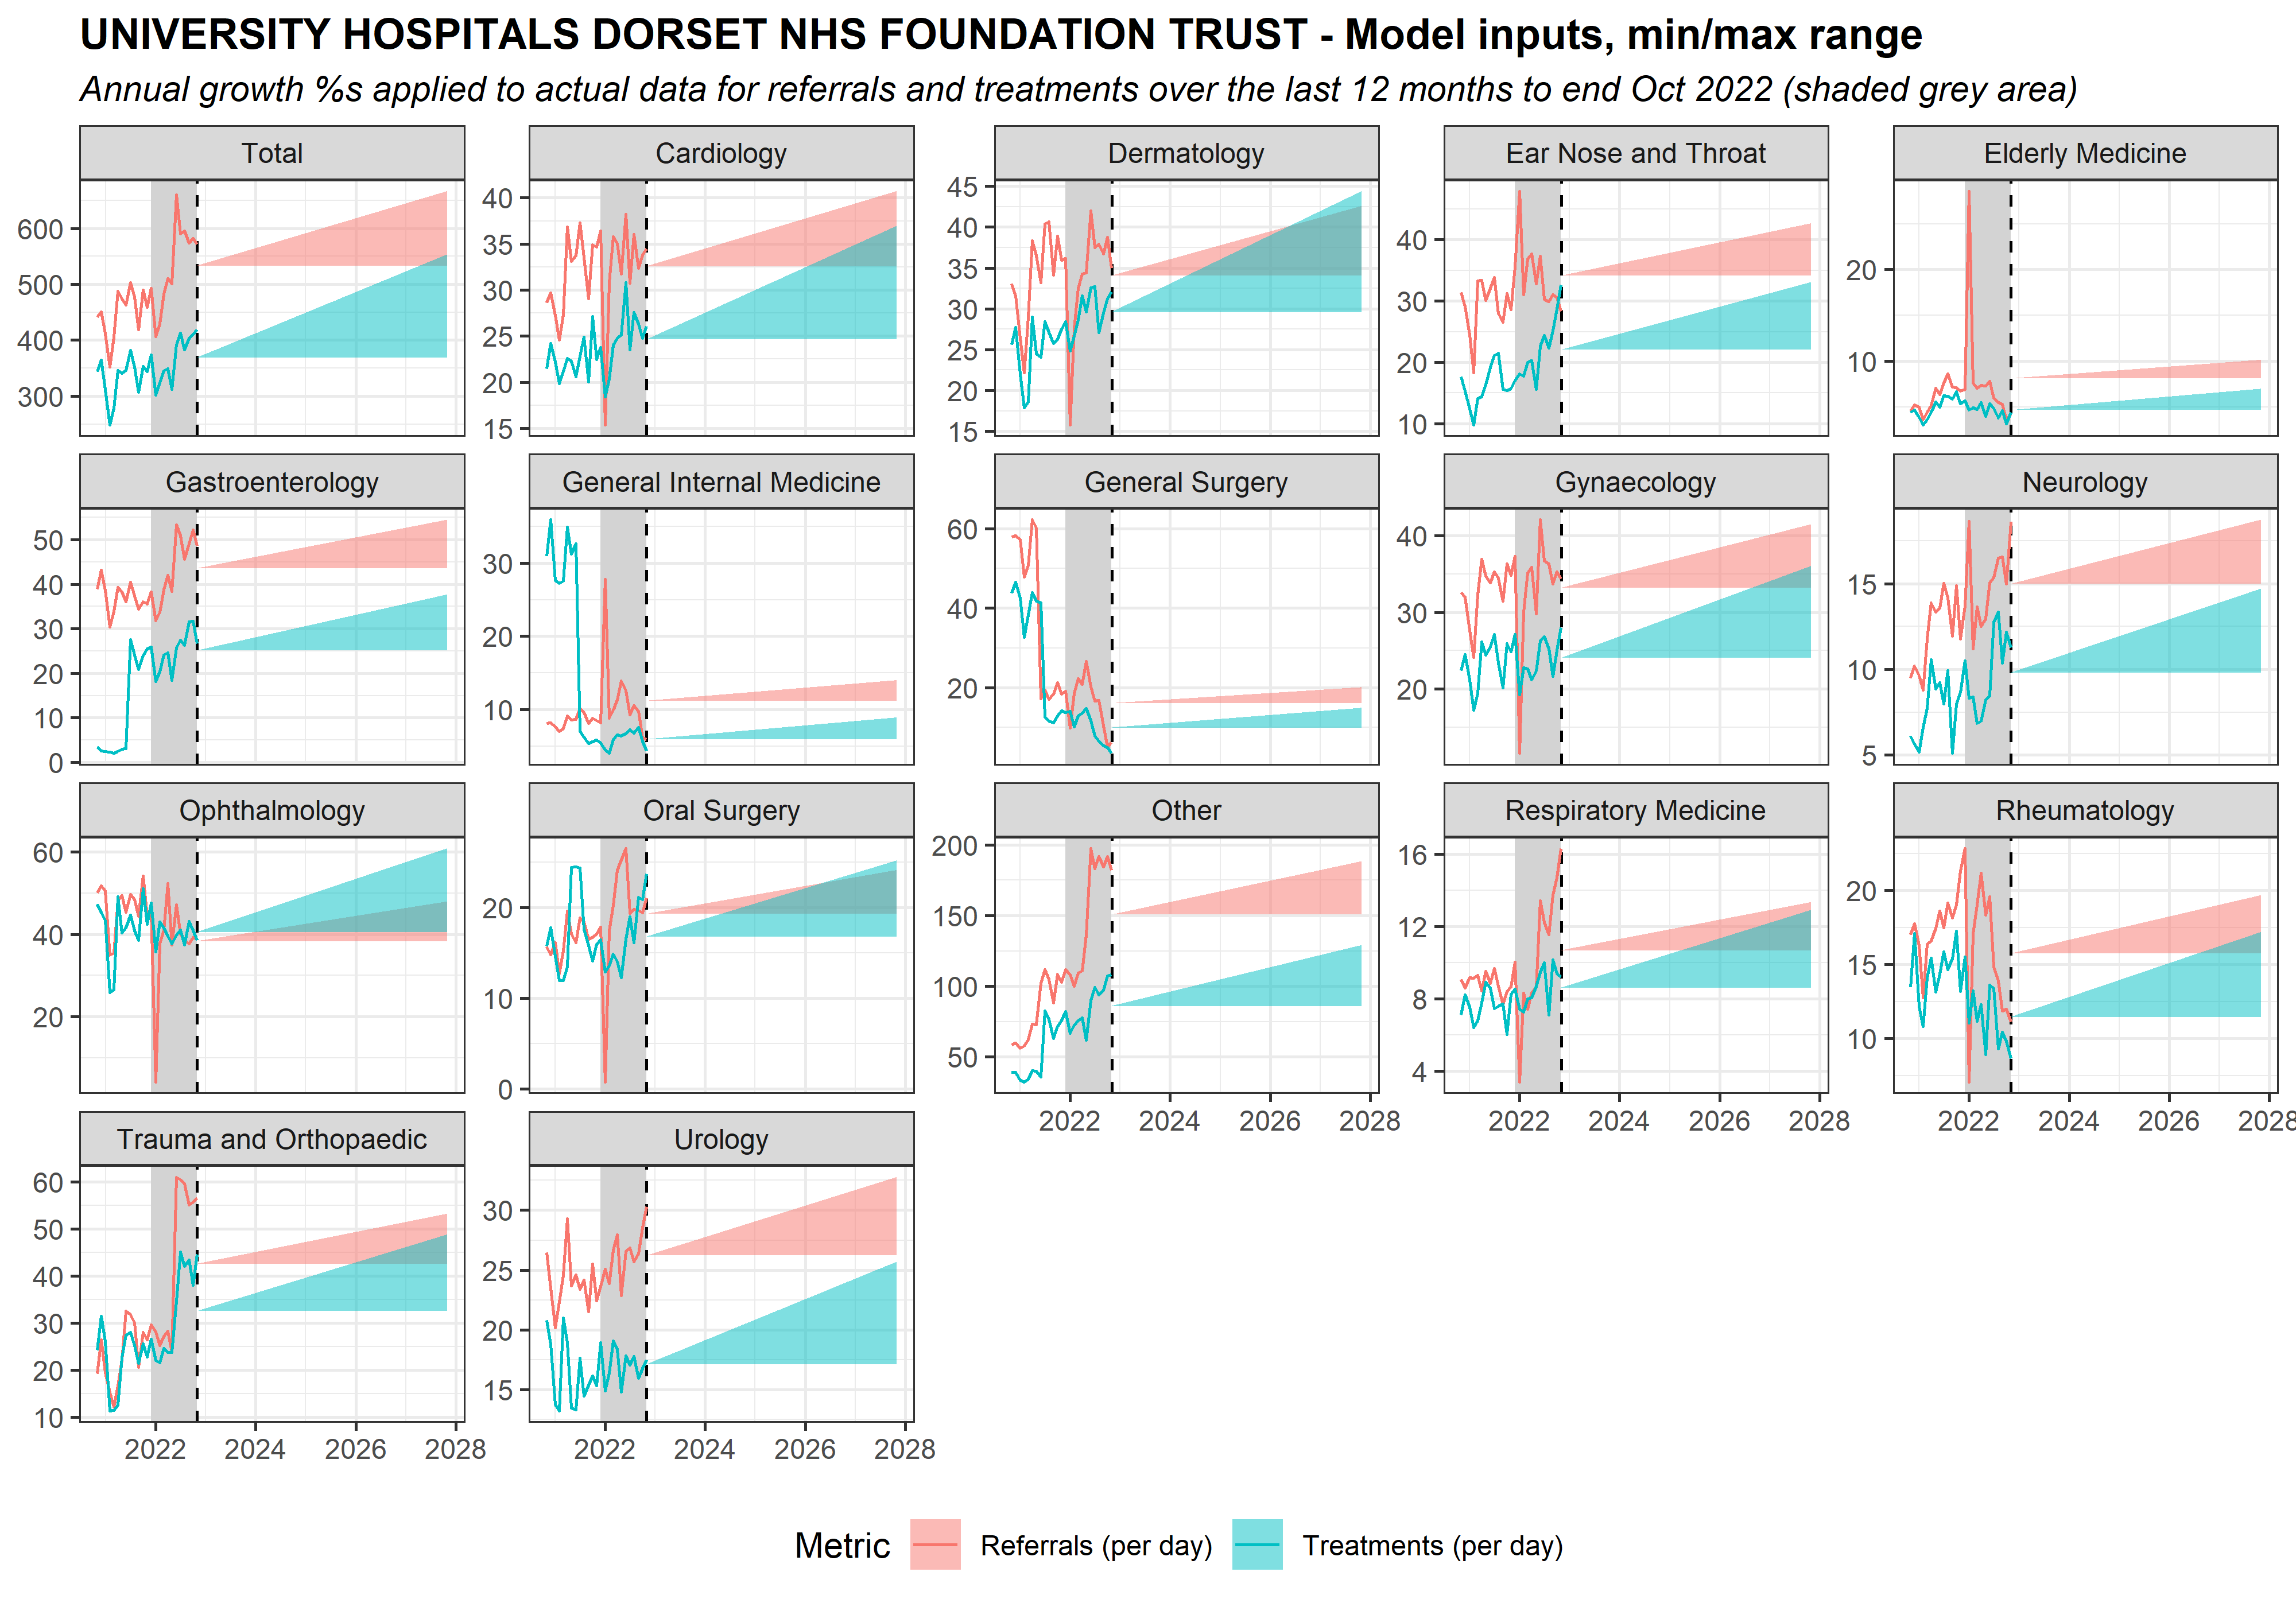 UNIVERSITY HOSPITALS DORSET NHS FOUNDATION TRUST - Model inputs, min/max range
Annual growth %s applied to actual data for referrals and treatments over the last 12 months to end Oct 2022 (shaded grey area)
Total
600
500
400
300
Cardiology
40
35
30
25
20
15
Dermatology
45
40
35
30
25
20
15
Ear Nose and Throat
40
30
20
10
Elderly Medicine
20
10
Gastroenterology
50
40
30
20
10
0
General Internal Medicine
30
20
10
General Surgery
60
40
20
Gynaecology
40
30
20
Neurology
15
10
5
Ophthalmology
60
40
20
Oral Surgery
20
10
0
Other
200
150
100
50
2022 2024 2026 2028
Respiratory Medicine
16
12
8
4
2022 2024 2026 2028
Rheumatology
20
15
10
2022 2024 2026 2028
Trauma and Orthopaedic
60
50
40
30
20
10
2022 2024 2026 2028
Urology
30
25
20
15
2022 2024 2026 2028
Metric Referrals (per day) Treatments (per day)